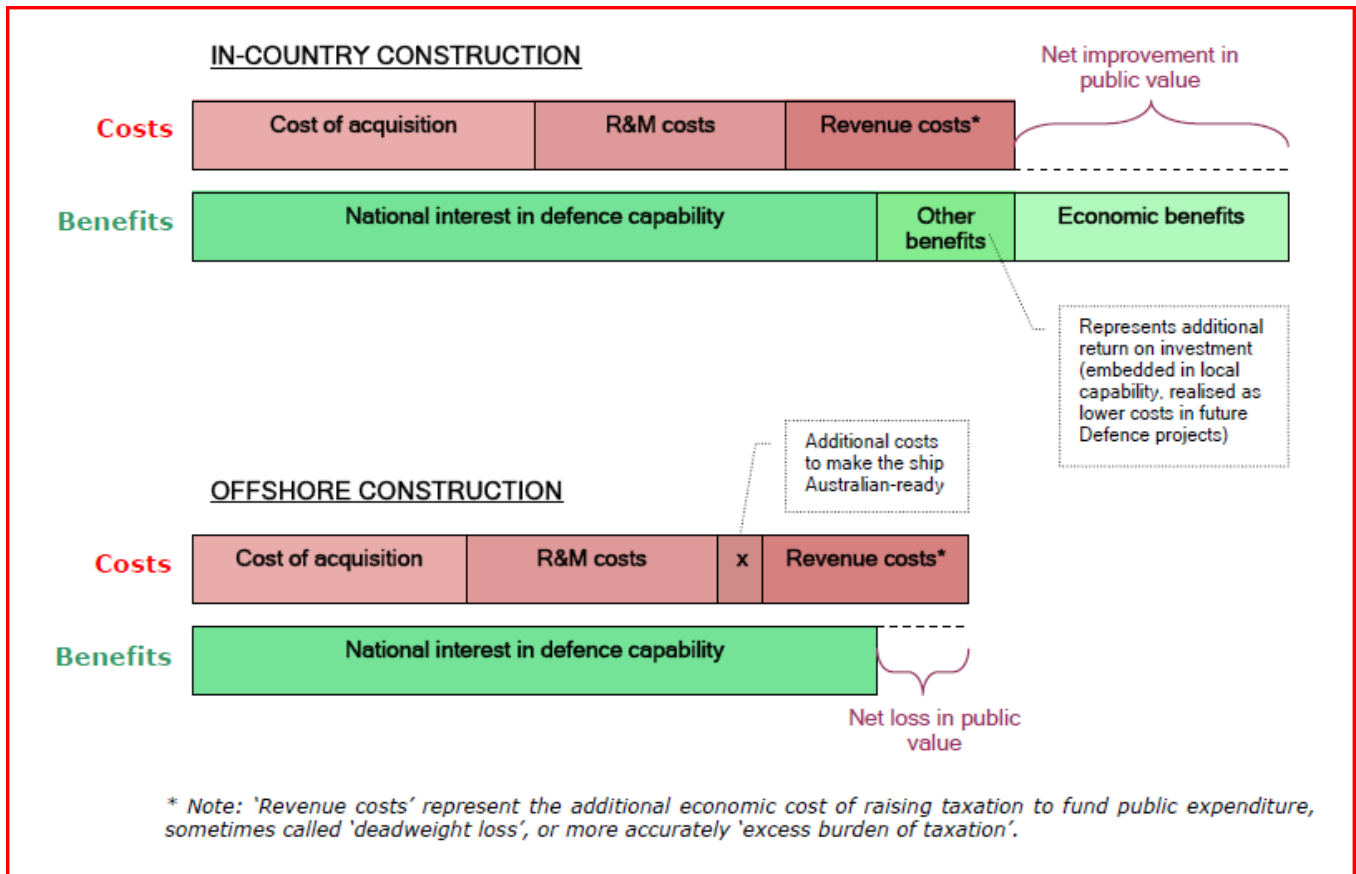 IN-COUNTRY CONSTRUCTION
Net improvement in
public value
Costs
Cost of acquisition
R&M costs
Revenue costs*
Benefits
National interest in defence capability
Other
benefits
Economic benefits
Represents additional
return on investment
(embedded in local
capability, realised as
lower costs in future
Defence projects)
Additional costs
to make the ship
Australian-ready
OFFSHORE CONSTRUCTION
Costs
Cost of acquisition
R&M costs
x
Revenue costs*
Benefits
National interest in defence capability
Net loss in public
value
* Note: ‘Revenue costs’ represent the additional economic cost of raising taxation to fund public expenditure,
sometimes called ‘deadweight loss’, or more accurately ‘excess burden of taxation’.